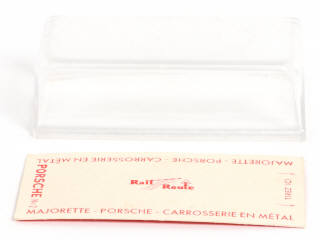 MAJORETTE - PORSCHE - CARROSSERIE EN MÉTAL
PORSCHE
Rail Route
MAJORETTE - PORSCHE - CARROSSERIE EN MÉTAL